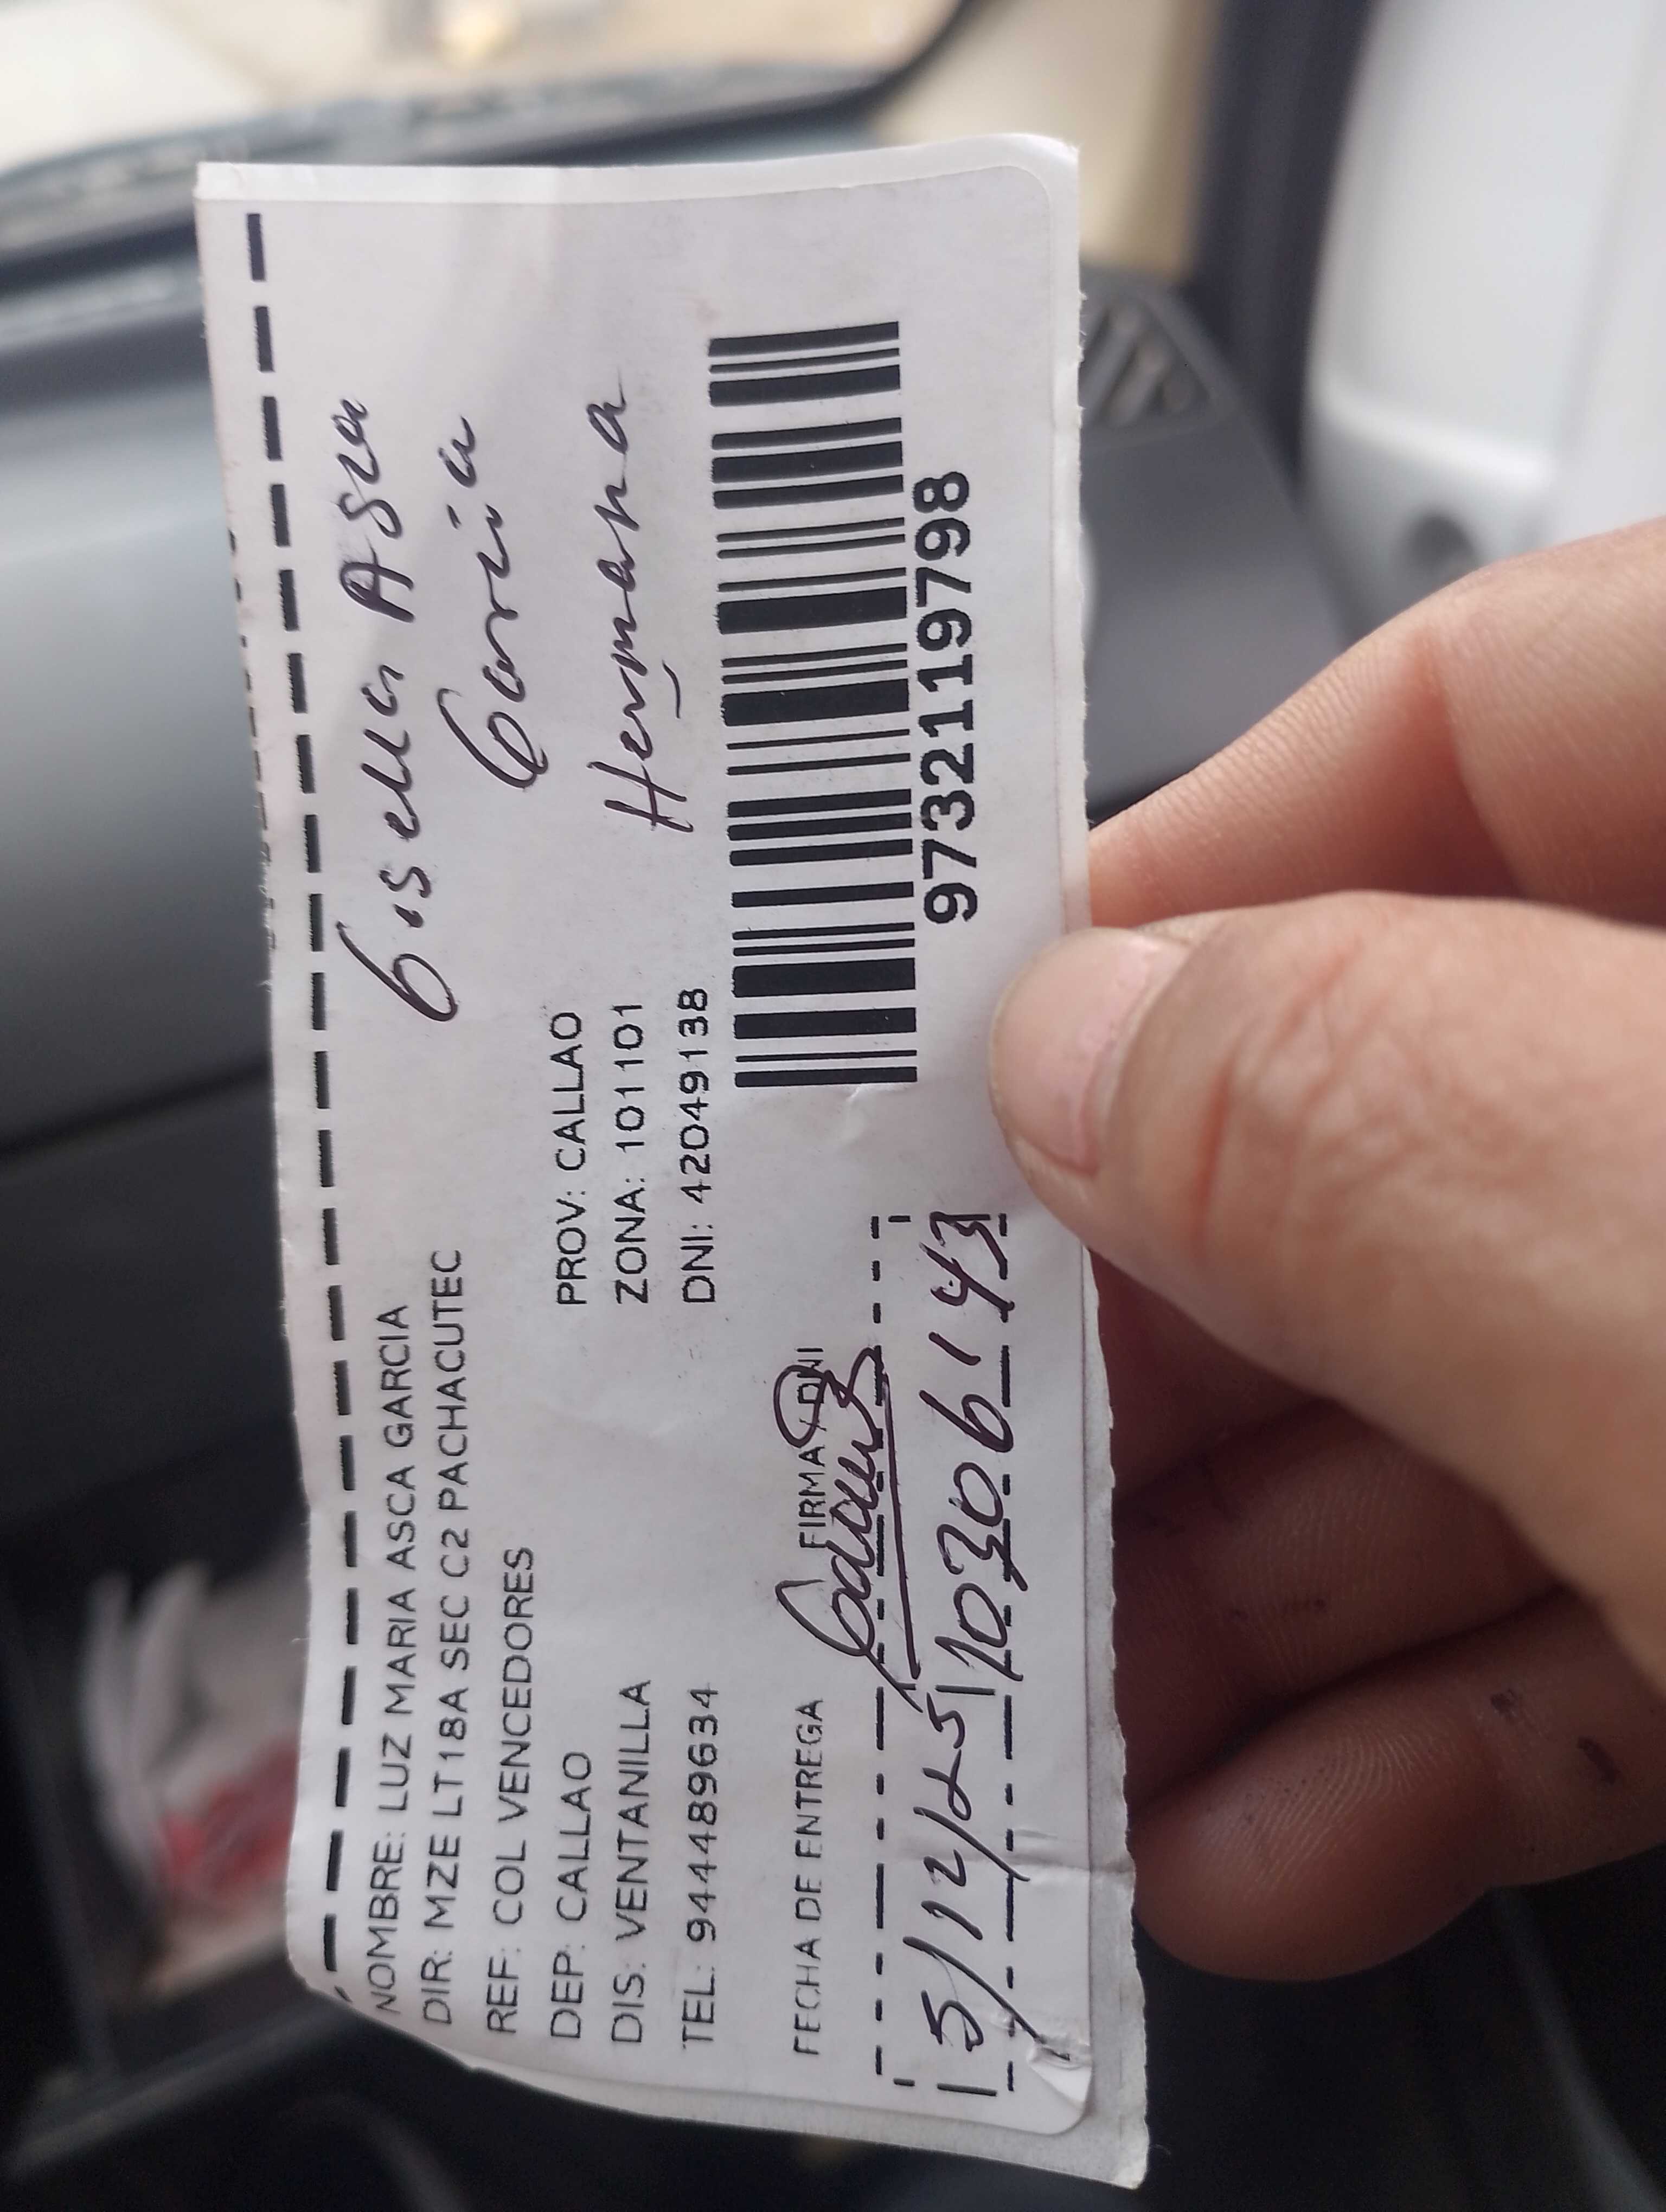 NOMBRE: LUZ MARIA ASCA GARCIA
DIR: MZE LT18A SEC C2 PACHACUTEC
REF: COL VENCEDORES
DEP: CALLAO
PROV: CALLAO
DIS: VENTANILLA
ZONA: 101101
TEL: 944489634
DNI: 42049138
Gisella Asca
Garcia
Hermana
9732119798
FECHA DE ENTREGA
FIRMA / DNI
5/12/25
10306143